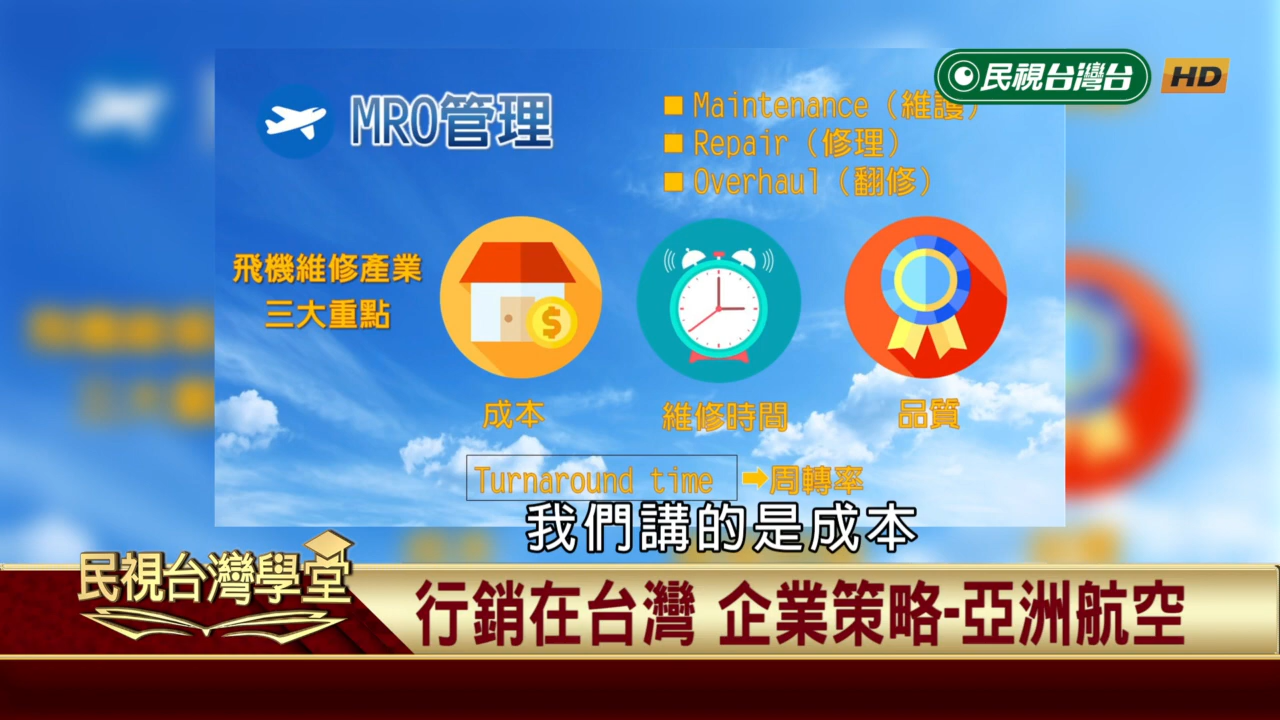 民視台灣台
HD
MRO管理
Maintenance（維護）
Repair（修理）
Overhaul（翻修）
飛機維修產業
三大重點
$
成本
維修時間
品質
Turnaround time
周轉率
我們講的是成本
民視台灣學堂
行銷在台灣 企業策略-亞洲航空